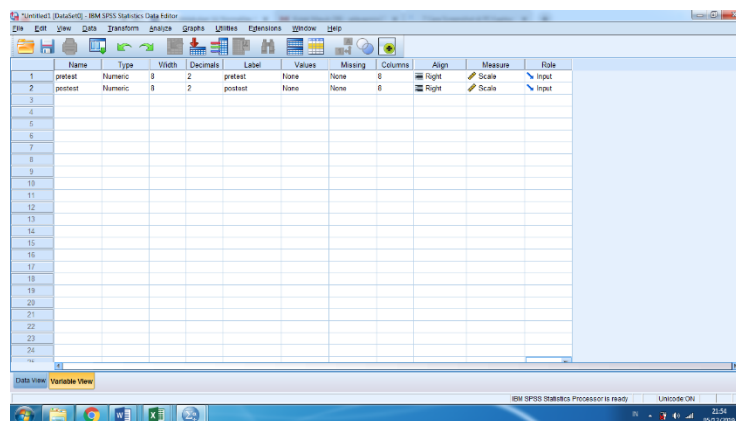 *Untitled1 [DataSet0] - IBM SPSS Statistics Data Editor
File Edit View Data Transform Analyze Graphs Utilities Extensions Window Help
Name Type Width Decimals Label Values Missing Columns Align Measure Role
1 pretest Numeric 8 2 pretest None None 8 Right Scale Input
2 postest Numeric 8 2 postest None None 8 Right Scale Input
3
4
5
6
7
8
9
10
11
12
13
14
15
16
17
18
19
20
21
22
23
24
Data View Variable View
IBM SPSS Statistics Processor is ready Unicode:ON
IN 21:54